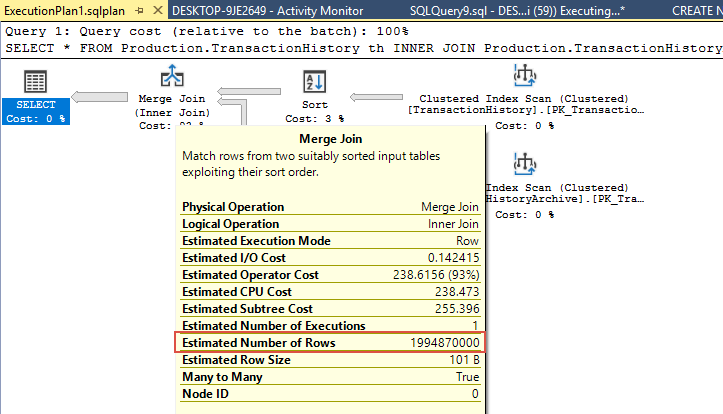 ExecutionPlan1.sqlplan DESKTOP-9JE2649 - Activity Monitor SQLQuery9.sql - DES...i (59)) Executing...* CREATE N
Query 1: Query cost (relative to the batch): 100%
SELECT * FROM Production.TransactionHistory th INNER JOIN Production.TransactionHistory
SELECT
Cost: 0 %
Merge Join
(Inner Join)
Cost: 93 %
Sort
Cost: 3 %
Clustered Index Scan (Clustered)
[TransactionHistory].[PK_Transactio...
Cost: 0 %
Index Scan (Clustered)
HistoryArchive].[PK_Tra...
Cost: 0 %
Merge Join
Match rows from two suitably sorted input tables
exploiting their sort order.
Physical Operation Merge Join
Logical Operation Inner Join
Estimated Execution Mode Row
Estimated I/O Cost 0.142415
Estimated Operator Cost 238.6156 (93%)
Estimated CPU Cost 238.473
Estimated Subtree Cost 255.396
Estimated Number of Executions 1
Estimated Number of Rows 1994870000
Estimated Row Size 101 B
Many to Many True
Node ID 0